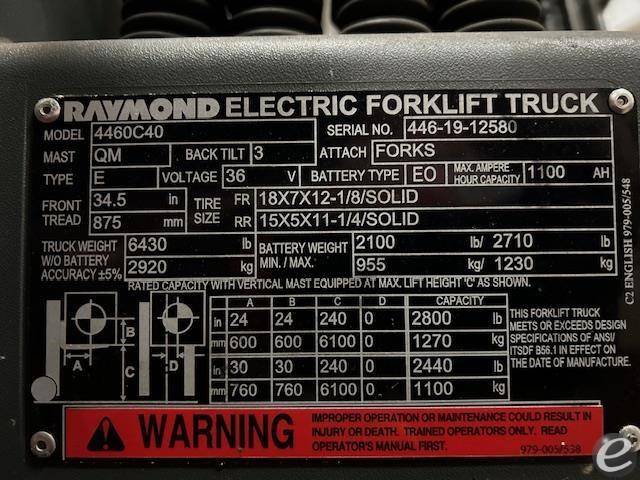 RAYMOND ELECTRIC FORKLIFT TRUCK
MODEL 4460C40 SERIAL NO. 446-19-12580
MAST QM BACK TILT 3 ATTACH FORKS
TYPE E VOLTAGE 36 V BATTERY TYPE EO MAX. AMPERE HOUR CAPACITY 1100 AH
FRONT TREAD 34.5 in TIRE SIZE FR 18X7X12-1/8/SOLID
875 mm RR 15X5X11-1/4/SOLID
TRUCK WEIGHT 6430 lb BATTERY WEIGHT 2100 lb/ 2710 lb
W/O BATTERY ACCURACY ±5% 2920 kg MIN. / MAX. 955 kg/ 1230 kg
RATED CAPACITY WITH VERTICAL MAST EQUIPPED AT MAX. LIFT HEIGHT 'C' AS SHOWN.
A B C D CAPACITY
in 24 24 240 0 2800 lb
mm 600 600 6100 0 1270 kg
in 30 30 240 0 2440 lb
mm 760 760 6100 0 1100 kg
A B C D
THIS FORKLIFT TRUCK
MEETS OR EXCEEDS DESIGN
SPECIFICATIONS OF ANSI/
ITSDF B56.1 IN EFFECT ON
THE DATE OF MANUFACTURE.
C2 ENGLISH 979-005/548
WARNING
IMPROPER OPERATION OR MAINTENANCE COULD RESULT IN
INJURY OR DEATH. TRAINED OPERATORS ONLY. READ
OPERATOR'S MANUAL FIRST. 979-005/538
e